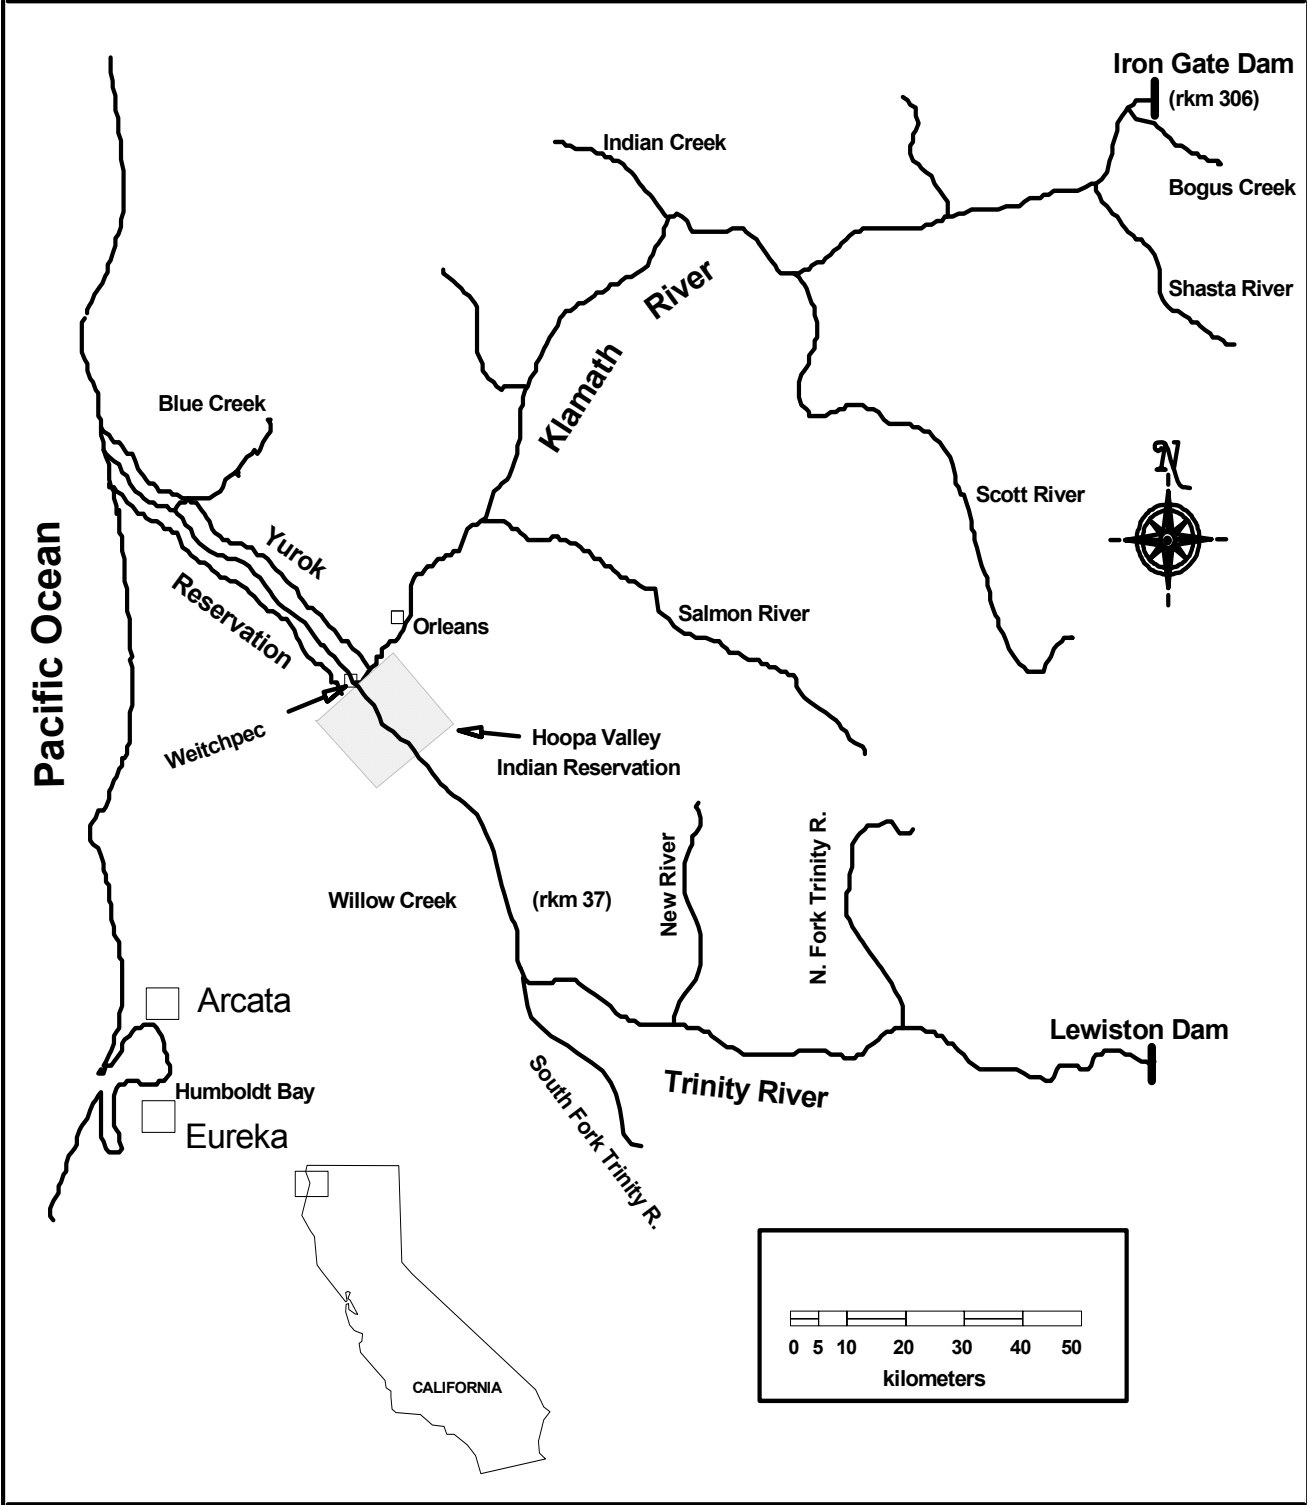 Iron Gate Dam
(rkm 306)
Indian Creek
Bogus Creek
Shasta River
Klamath River
Blue Creek
N
Scott River
Yurok
Reservation
Pacific Ocean
Salmon River
Orleans
Weitchpec
Hoopa Valley
Indian Reservation
New River
N. Fork Trinity R.
Willow Creek
(rkm 37)
Arcata
Lewiston Dam
Humboldt Bay
Trinity River
South Fork Trinity R.
Eureka
CALIFORNIA
0 5 10 20 30 40 50
kilometers